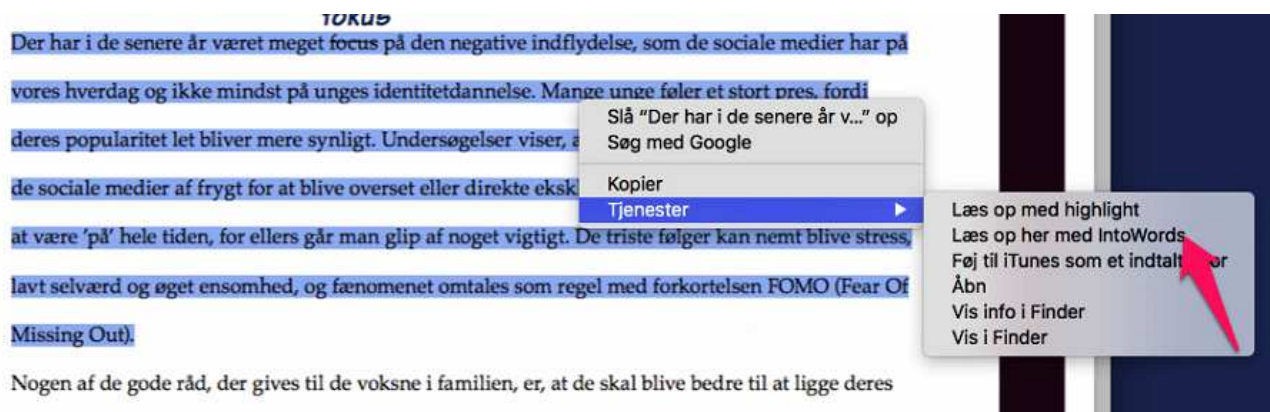 fokus
Der har i de senere år været meget focus på den negative indflydelse, som de sociale medier har på
vores hverdag og ikke mindst på unges identitetdannelse. Mange unge føler et stort pres, fordi
deres popularitet let bliver mere synligt. Undersøgelser viser,
de sociale medier af frygt for at blive overset eller direkte
at være ‘på’ hele tiden, for ellers går man glip af noget vigtigt. De triste følger kan nemt blive stress,
lavt selværd og øget ensomhed, og fænomenet omtales som regel med forkortelsen FOMO (Fear Of
Missing Out).
Nogen af de gode råd, der gives til de voksne i familien, er, at de skal blive bedre til at ligge deres
Slå “Der har i de senere år v...” op
Søg med Google
Kopier
Tjenester
Læs op med highlight
Læs op her med IntoWords
Føj til iTunes som et
Åbn
Vis info i Finder
Vis i Finder